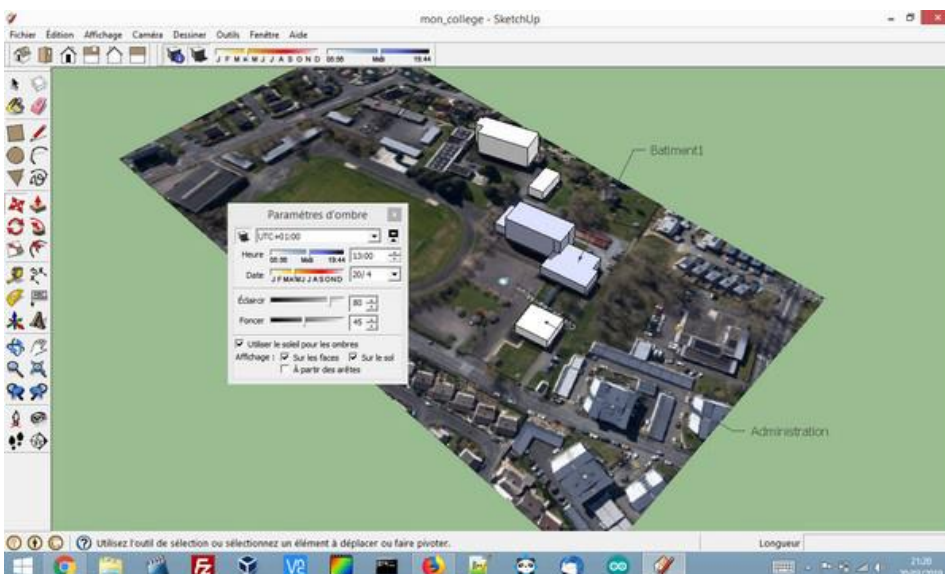 mon_college - SketchUp
Fichier Édition Affichage Caméra Dessiner Outils Fenêtre Aide
J F M A M J J A S O N D 05:56 Midi 19:44
Batiment1
Paramètres d'ombre
UTC+01:00
Heure 05:56 Midi 19:44 13:00
Date J F M A M J J A S O N D 20/ 4
Éclaircir 80
Foncer 45
Utiliser le soleil pour les ombres
Affichage : Sur les faces Sur le sol
À partir des arêtes
Administration
Utilisez l'outil de sélection ou sélectionnez un élément à déplacer ou faire pivoter.
Longueur
21:20